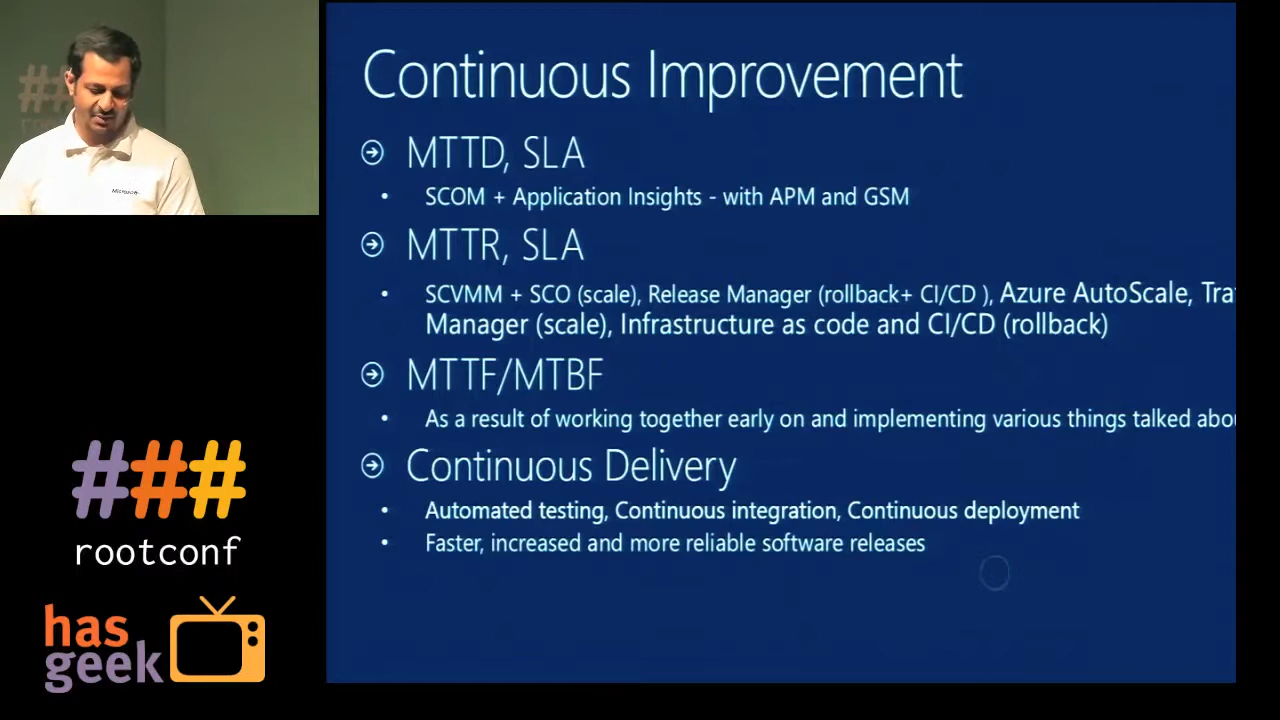 Continuous Improvement
MTTD, SLA
• SCOM + Application Insights - with APM and GSM
MTTR, SLA
• SCVMM + SCO (scale), Release Manager (rollback+ CI/CD ), Azure AutoScale,
Manager (scale), Infrastructure as code and CI/CD (rollback)
MTTF/MTBF
• As a result of working together early on and implementing various things talked
Continuous Delivery
• Automated testing, Continuous integration, Continuous deployment
• Faster, increased and more reliable software releases
Microsoft
###
rootconf
has
geek